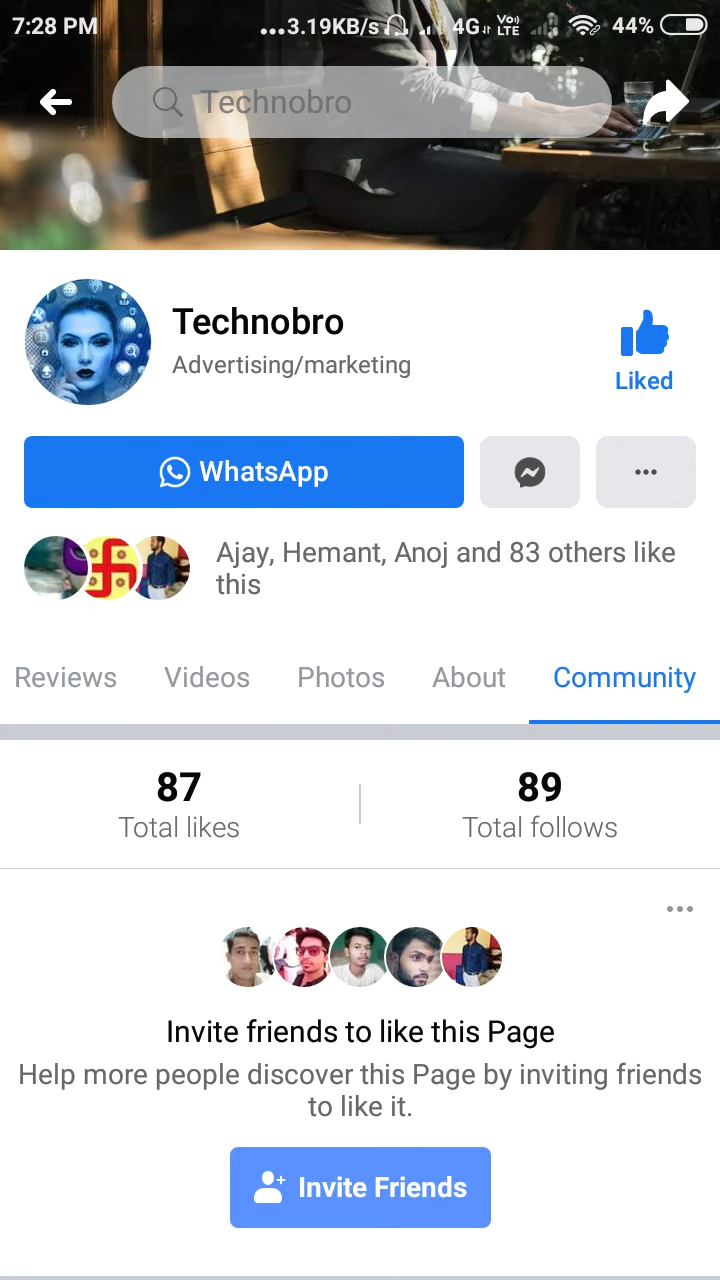 7:28 PM ...3.19KB/s 4G VO) LTE 44%
Technobro
Technobro
Advertising/marketing
Liked
WhatsApp
Ajay, Hemant, Anoj and 83 others like
this
Reviews Videos Photos About Community
87 89
Total likes Total follows
Invite friends to like this Page
Help more people discover this Page by inviting friends
to like it.
Invite Friends